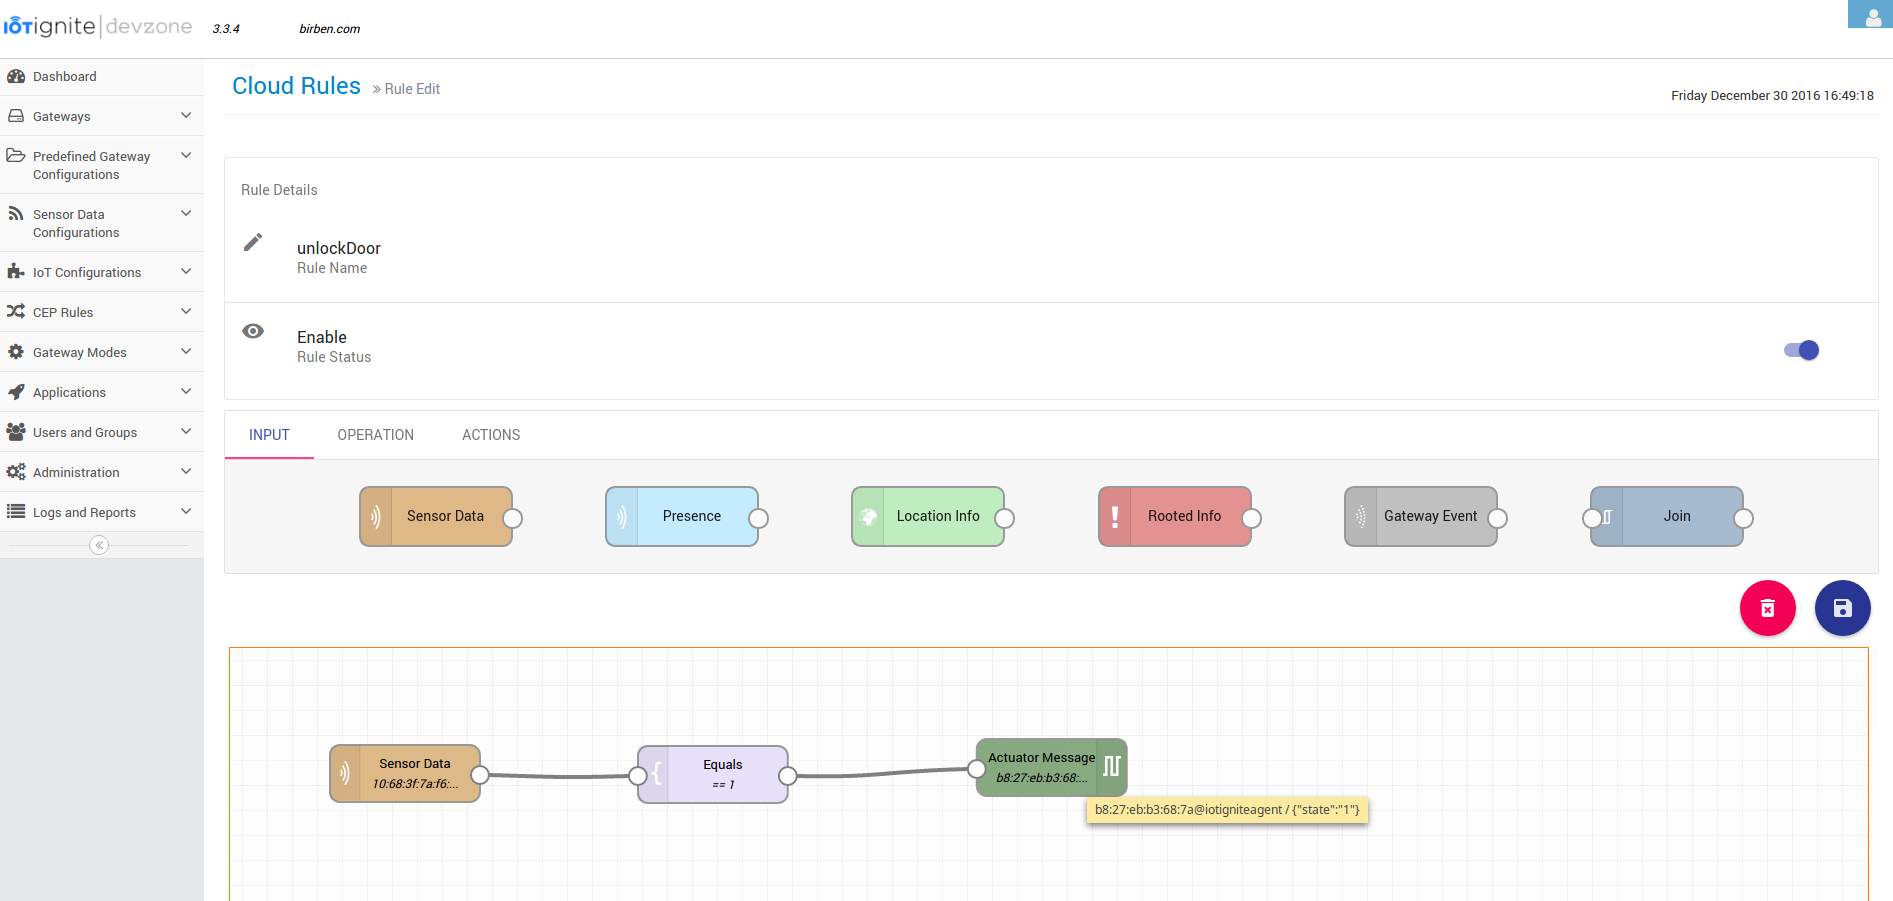 IOTignite|devzone 3.3.4 birben.com
Dashboard
Gateways
Predefined Gateway
Configurations
Sensor Data
Configurations
IoT Configurations
CEP Rules
Gateway Modes
Applications
Users and Groups
Administration
Logs and Reports
Cloud Rules » Rule Edit
Friday December 30 2016 16:49:18
Rule Details
unlockDoor
Rule Name
Enable
Rule Status
INPUT OPERATION ACTIONS
Sensor Data Presence Location Info Rooted Info Gateway Event Join
Sensor Data
10:68:3f:7a:f6:...
Equals
== 1
Actuator Message
b8:27:eb:b3:68:...
b8:27:eb:b3:68:7a@iotigniteagent / {"state":"1"}